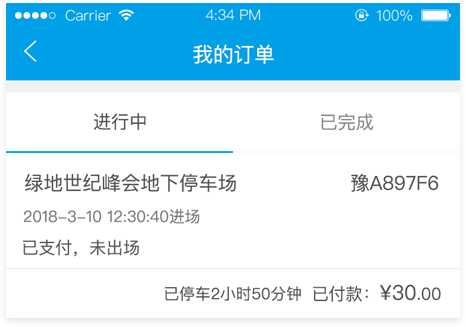 Carrier 4:34 PM 100%
我的订单
进行中 已完成
绿地世纪峰会地下停车场 豫A897F6
2018-3-10 12:30:40进场
已支付，未出场
已停车2小时50分钟 已付款：¥30.00